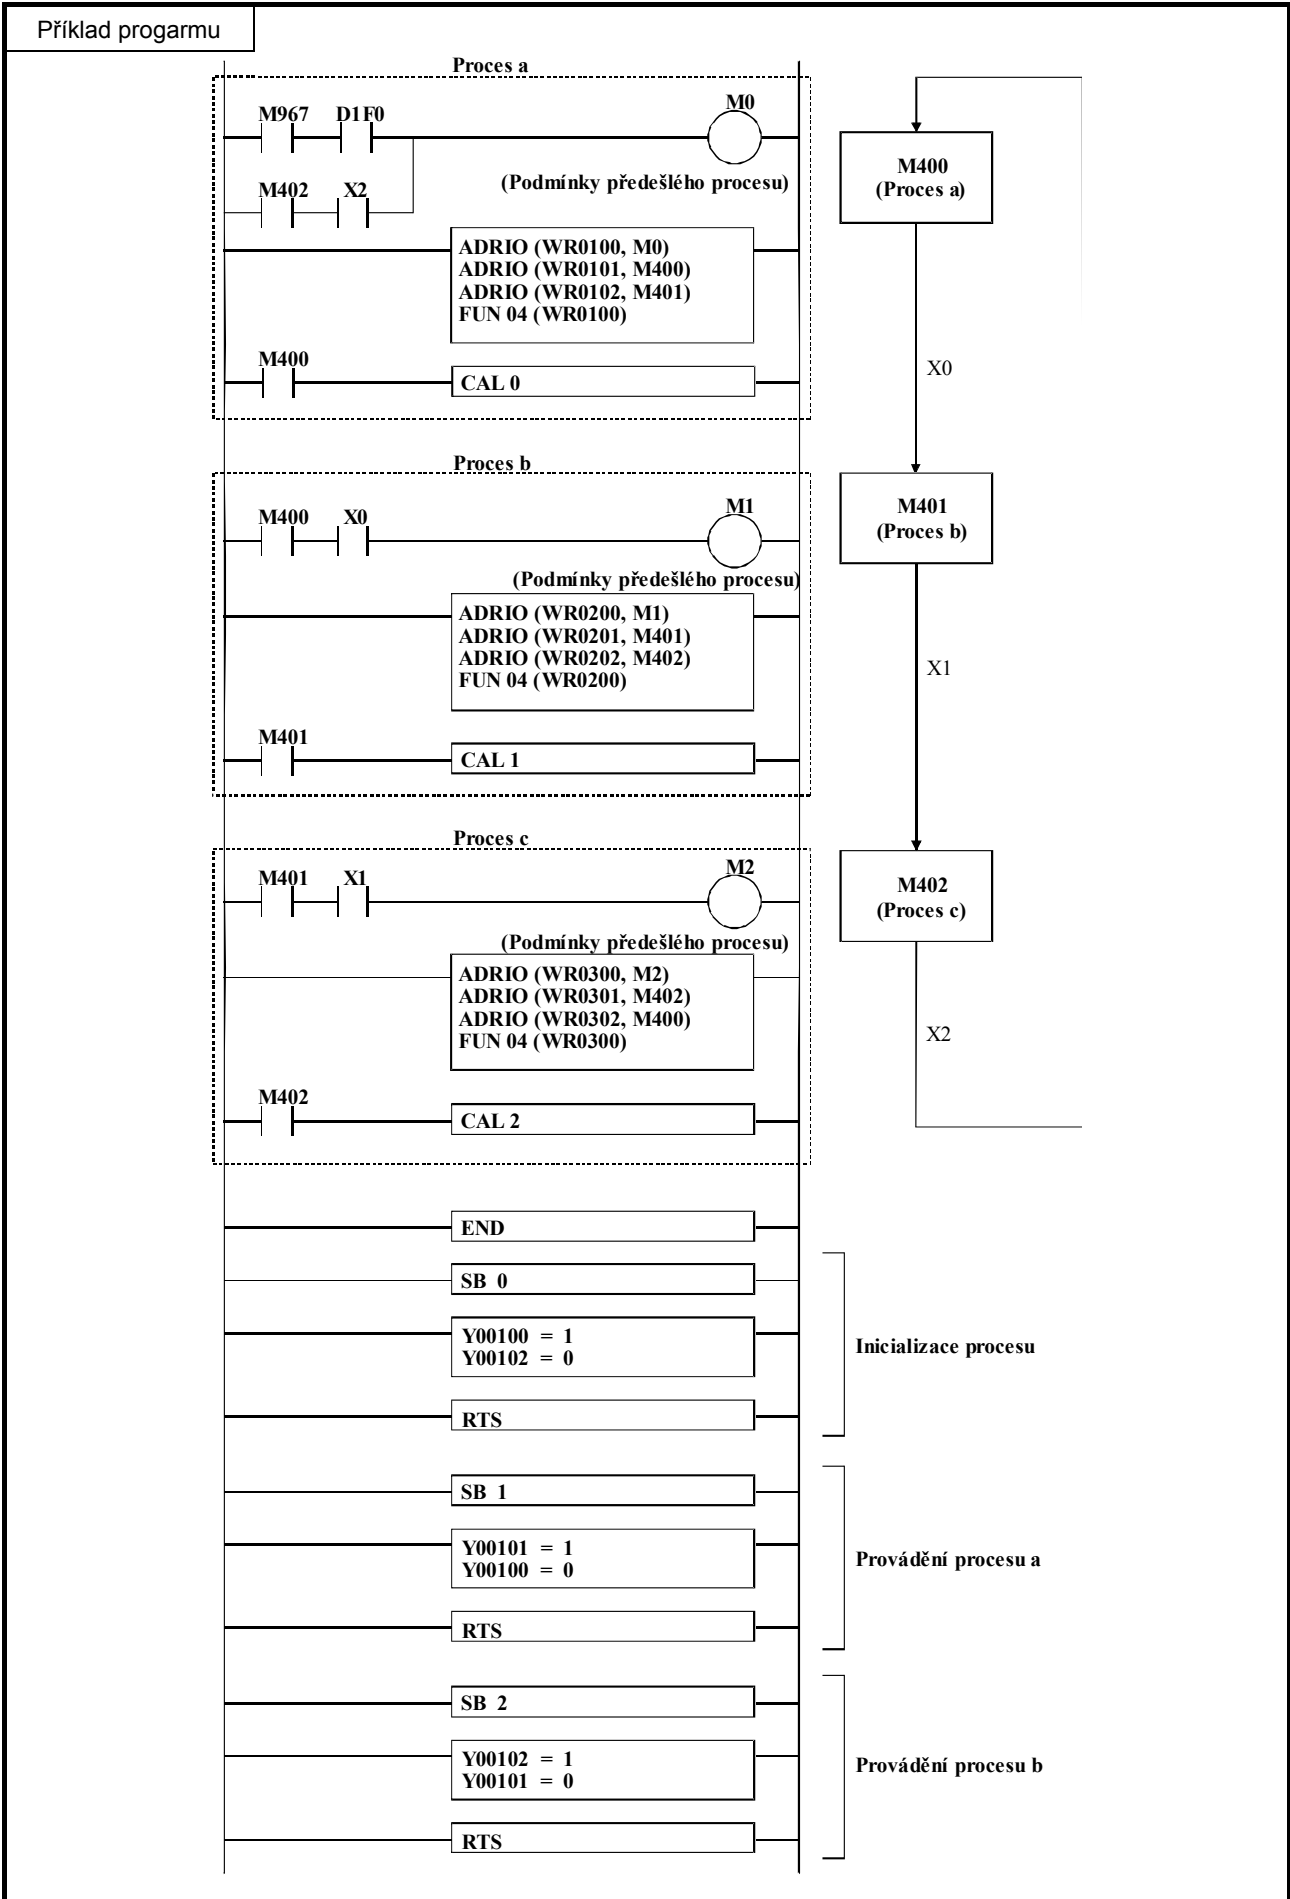 Příklad progarmu
Proces a
M967 D1F0 M0
(Podmínky předešlého procesu)
M402 X2
ADRIO (WR0100, M0)
ADRIO (WR0101, M400)
ADRIO (WR0102, M401)
FUN 04 (WR0100)
M400
CAL 0
Proces b
M400 X0 M1
(Podmínky předešlého procesu)
ADRIO (WR0200, M1)
ADRIO (WR0201, M401)
ADRIO (WR0202, M402)
FUN 04 (WR0200)
M401
CAL 1
Proces c
M401 X1 M2
(Podmínky předešlého procesu)
ADRIO (WR0300, M2)
ADRIO (WR0301, M402)
ADRIO (WR0302, M400)
FUN 04 (WR0300)
M402
CAL 2
END
SB 0
Y00100 = 1
Y00102 = 0
RTS
SB 1
Y00101 = 1
Y00100 = 0
RTS
SB 2
Y00102 = 1
Y00101 = 0
RTS
M400
(Proces a)
X0
M401
(Proces b)
X1
M402
(Proces c)
X2
Inicializace procesu
Provádění procesu a
Provádění procesu b